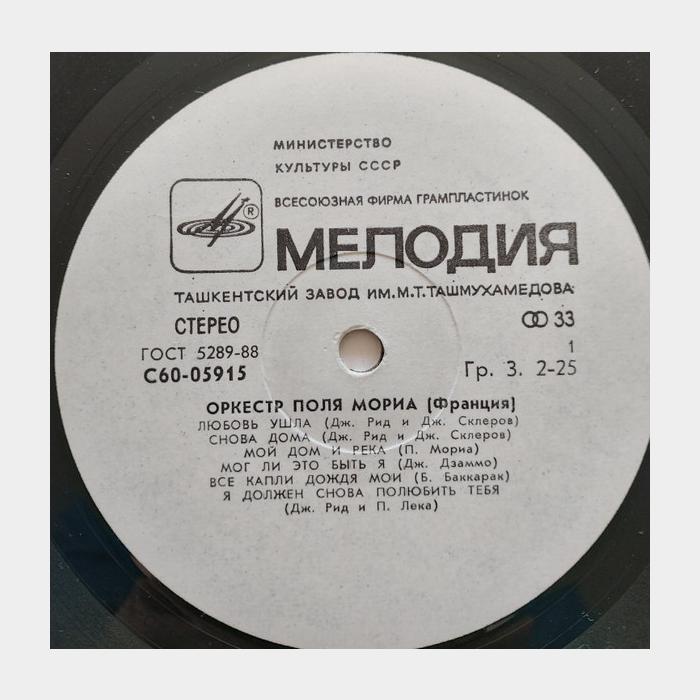 МИНИСТЕРСТВО
КУЛЬТУРЫ СССР
®
ВСЕСОЮЗНАЯ ФИРМА ГРАМПЛАСТИНОК
МЕЛОДИЯ
ТАШКЕНТСКИЙ ЗАВОД ИМ.М.Т.ТАШМУХАМЕДОВА
СТЕРЕО 33
ГОСТ 5289-88 1
С60-05915 Гр. 3. 2-25
ОРКЕСТР ПОЛЯ МОРИА (Франция)
ЛЮБОВЬ УШЛА (Дж. Рид и Дж. Склеров)
СНОВА ДОМА (Дж. Рид и Дж. Склеров)
МОЙ ДОМ И РЕКА (П. Мориа)
МОГ ЛИ ЭТО БЫТЬ Я (Дж. Дзаммо)
ВСЕ КАПЛИ ДОЖДЯ МОИ (Б. Баккарак)
Я ДОЛЖЕН СНОВА ПОЛЮБИТЬ ТЕБЯ
(Дж. Рид и П. Лека)